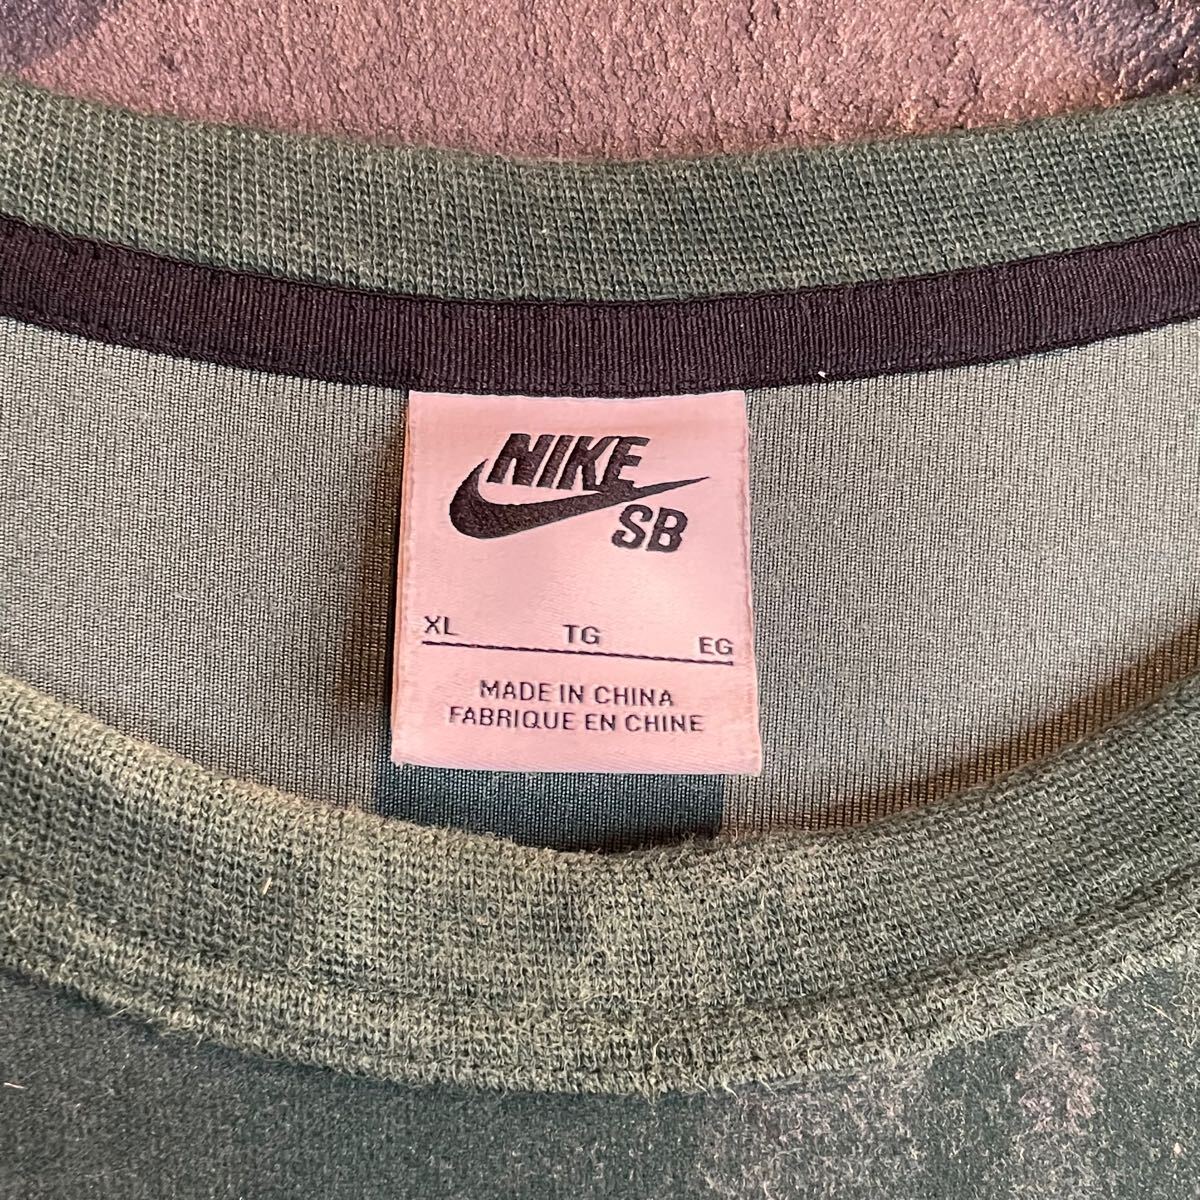 NIKE
SB
XL TG EG
MADE IN CHINA
FABRIQUE EN CHINE